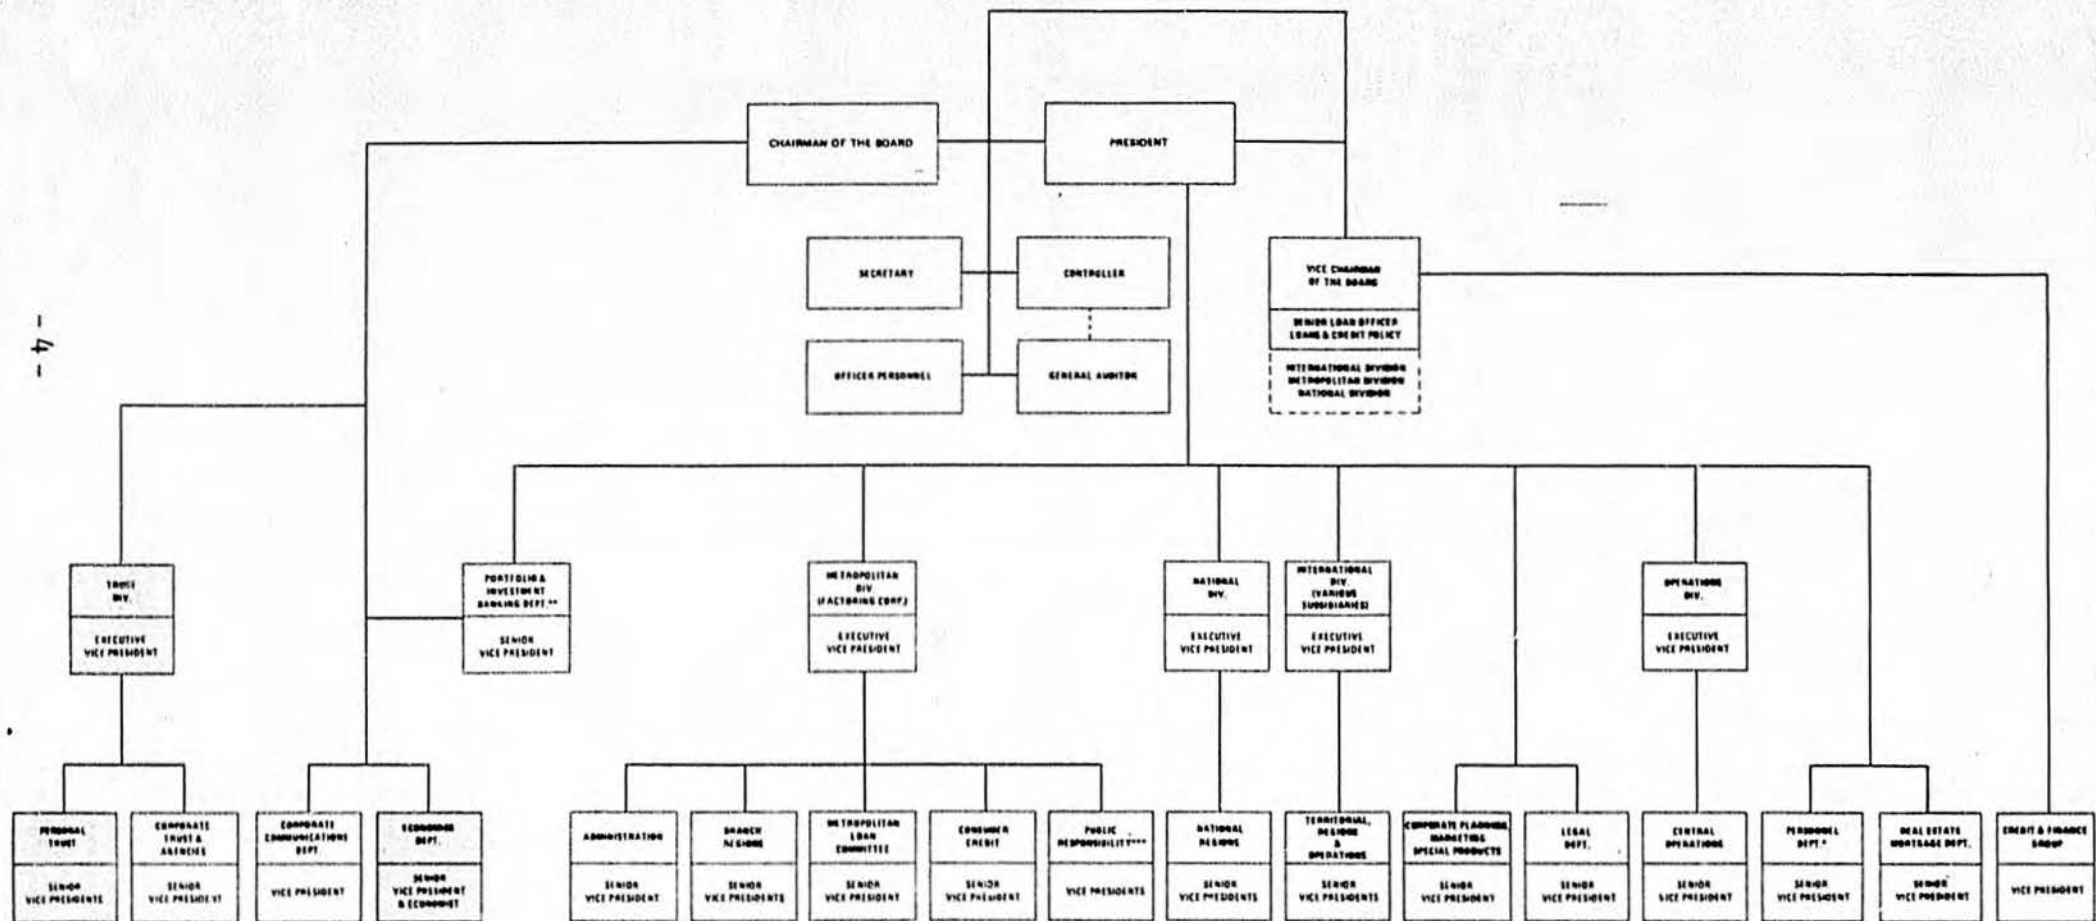 CHAIRMAN OF THE BOARD
PRESIDENT
SECRETARY
CONTROLLER
VICE CHAIRMAN
OF THE BOARD
SENIOR LOAN OFFICER
LOANS & CREDIT POLICY
OFFICER PERSONNEL
GENERAL AUDITOR
INTERNATIONAL DIVISION
METROPOLITAN DIVISION
NATIONAL DIVISION
- 4 -
TRUST
DIV.
EXECUTIVE
VICE PRESIDENT
PORTFOLIO &
INVESTMENT
BANKING DEPT.**
SENIOR
VICE PRESIDENT
METROPOLITAN
DIV
(FACTORING CORP.)
EXECUTIVE
VICE PRESIDENT
NATIONAL
DIV.
EXECUTIVE
VICE PRESIDENT
INTERNATIONAL
DIV.
(VARIOUS
SUBSIDIARIES)
EXECUTIVE
VICE PRESIDENT
OPERATIONS
DIV.
EXECUTIVE
VICE PRESIDENT
PERSONAL
TRUST
SENIOR
VICE PRESIDENTS
CORPORATE
TRUST &
AGENCIES
SENIOR
VICE PRESIDENT
CORPORATE
COMMUNICATIONS
DEPT.
VICE PRESIDENT
ECONOMICS
DEPT.
SENIOR
VICE PRESIDENT
& ECONOMIST
ADMINISTRATION
SENIOR
VICE PRESIDENT
BRANCH
REGIONS
SENIOR
VICE PRESIDENTS
METROPOLITAN
LOAN
COMMITTEE
SENIOR
VICE PRESIDENT
CONSUMER
CREDIT
SENIOR
VICE PRESIDENT
PUBLIC
RESPONSIBILITY***
VICE PRESIDENTS
NATIONAL
REGIONS
SENIOR
VICE PRESIDENTS
TERRITORIAL,
REGIONS
&
OPERATIONS
SENIOR
VICE PRESIDENTS
CORPORATE PLANNING,
MARKETING
SPECIAL PRODUCTS
SENIOR
VICE PRESIDENT
LEGAL
DEPT.
SENIOR
VICE PRESIDENT
CENTRAL
OPERATIONS
SENIOR
VICE PRESIDENT
PERSONNEL
DEPT.*
SENIOR
VICE PRESIDENT
REAL ESTATE
MORTGAGE DEPT.
SENIOR
VICE PRESIDENT
CREDIT & FINANCE
GROUP
VICE PRESIDENT